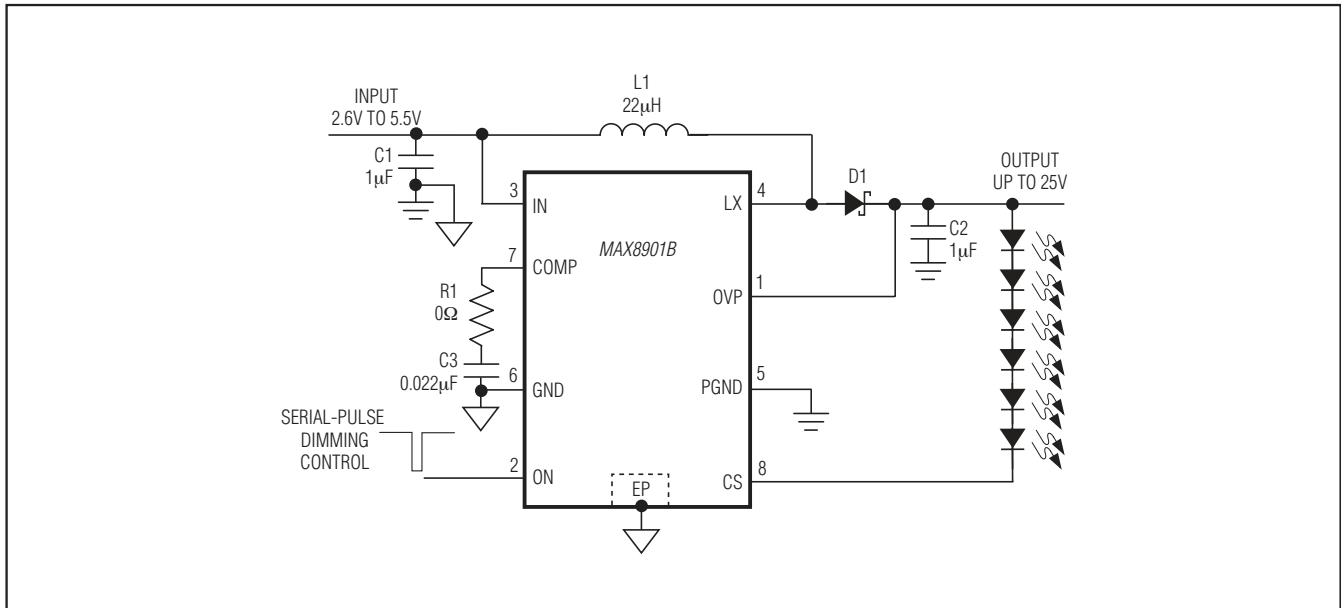 L1
22μH
INPUT
2.6V TO 5.5V
C1
1μF
3
IN
4
LX
D1
OUTPUT
UP TO 25V
C2
1μF
MAX8901B
7
COMP
R1
0Ω
C3
0.022μF
1
OVP
6
GND
5
PGND
SERIAL-PULSE
DIMMING
CONTROL
2
ON
EP
8
CS